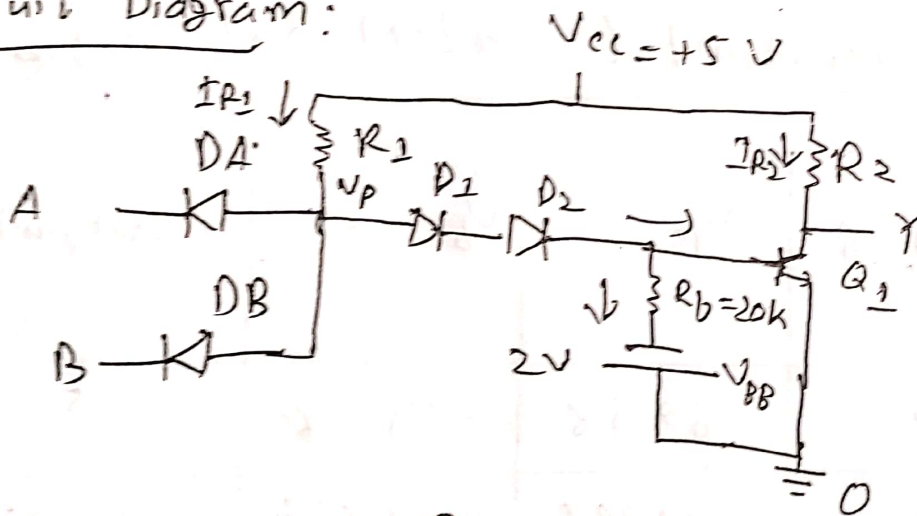 Diagram:
Vcc = +5 V
IR1
R1
DA
VP
D1
D2
IR2
R2
A
Y
Q1
DB
Rb=20k
B
2V
VBB
0